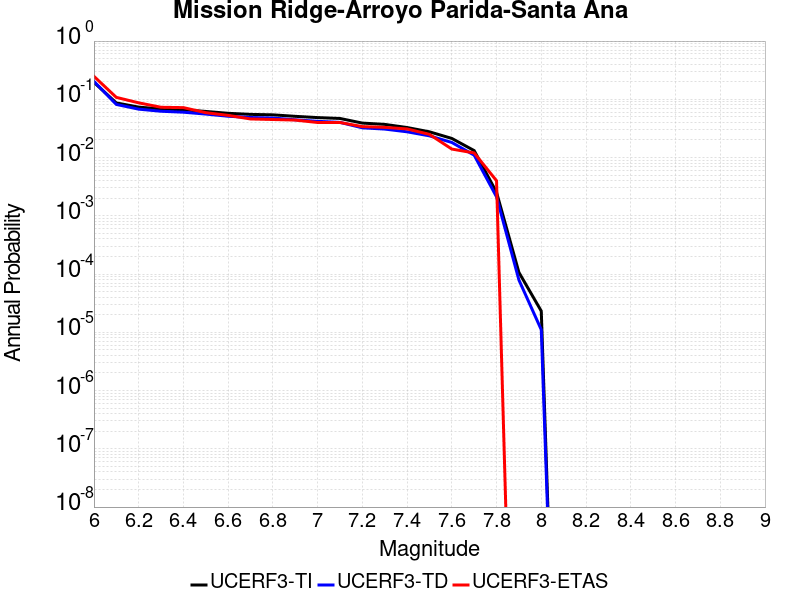 Mission Ridge-Arroyo Parida-Santa Ana
Annual Probability
10^0
10^-1
10^-2
10^-3
10^-4
10^-5
10^-6
10^-7
10^-8
6 6.2 6.4 6.6 6.8 7 7.2 7.4 7.6 7.8 8 8.2 8.4 8.6 8.8 9
Magnitude
UCERF3-TI UCERF3-TD UCERF3-ETAS